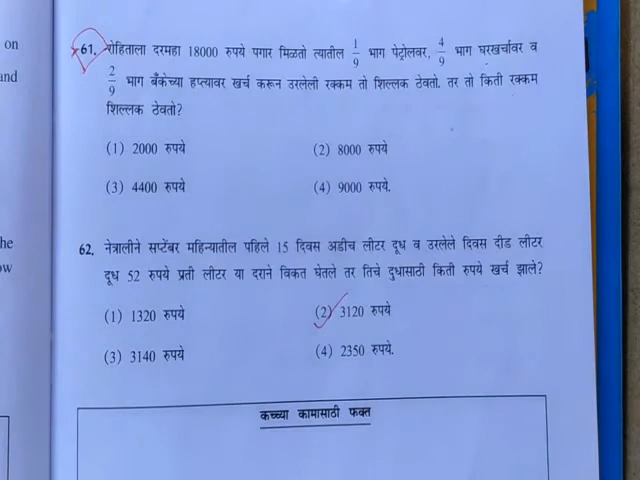 on
and
he
ow
61. रोहिताला दरमहा 18000 रुपये पगार मिळतो त्यातील 1/9 भाग पेट्रोलवर, 4/9 भाग घरखर्चावर व
2/9 भाग बँकेच्या हप्त्यावर खर्च करून उरलेली रक्कम तो शिल्लक ठेवतो. तर तो किती रक्कम
शिल्लक ठेवतो?
(1) 2000 रुपये (2) 8000 रुपये
(3) 4400 रुपये (4) 9000 रुपये.
62. नेत्रालीने सप्टेंबर महिन्यातील पहिले 15 दिवस अडीच लीटर दूध व उरलेले दिवस दीड लीटर
दूध 52 रुपये प्रती लीटर या दराने विकत घेतले तर तिचे दुधासाठी किती रुपये खर्च झाले?
(1) 1320 रुपये (2) 3120 रुपये
(3) 3140 रुपये (4) 2350 रुपये.
कच्च्या कामासाठी फक्त